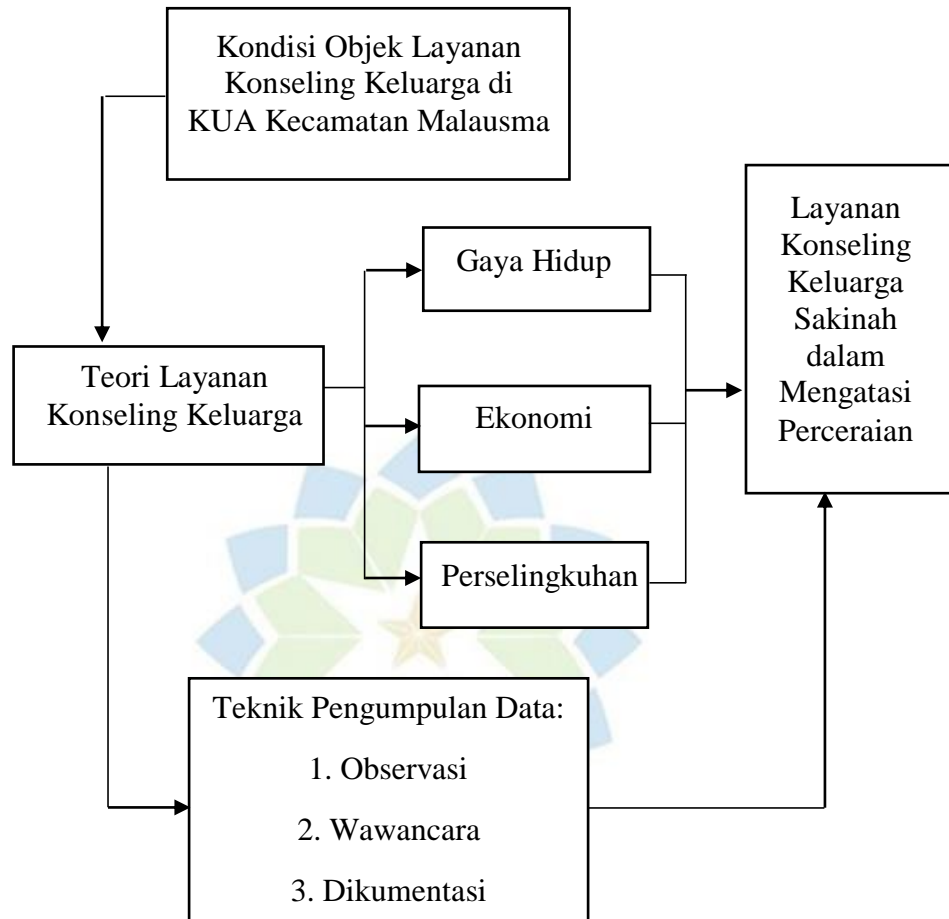 Kondisi Objek Layanan
Konseling Keluarga di
KUA Kecamatan Malausma
Gaya Hidup
Layanan
Konseling
Keluarga
Sakinah
dalam
Mengatasi
Perceraian
Teori Layanan
Konseling Keluarga
Ekonomi
Perselingkuhan
Teknik Pengumpulan Data:
1. Observasi
2. Wawancara
3. Dikumentasi